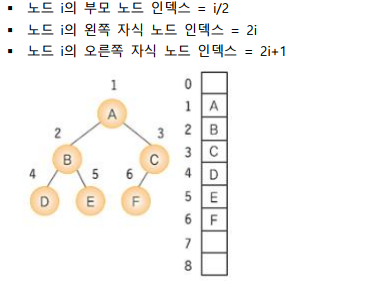 ▪ 노드 i의 부모 노드 인덱스 = i/2
▪ 노드 i의 왼쪽 자식 노드 인덱스 = 2i
▪ 노드 i의 오른쪽 자식 노드 인덱스 = 2i+1
1
A
2 3
B C
4 5 6
D E F
0
1 A
2 B
3 C
4 D
5 E
6 F
7
8